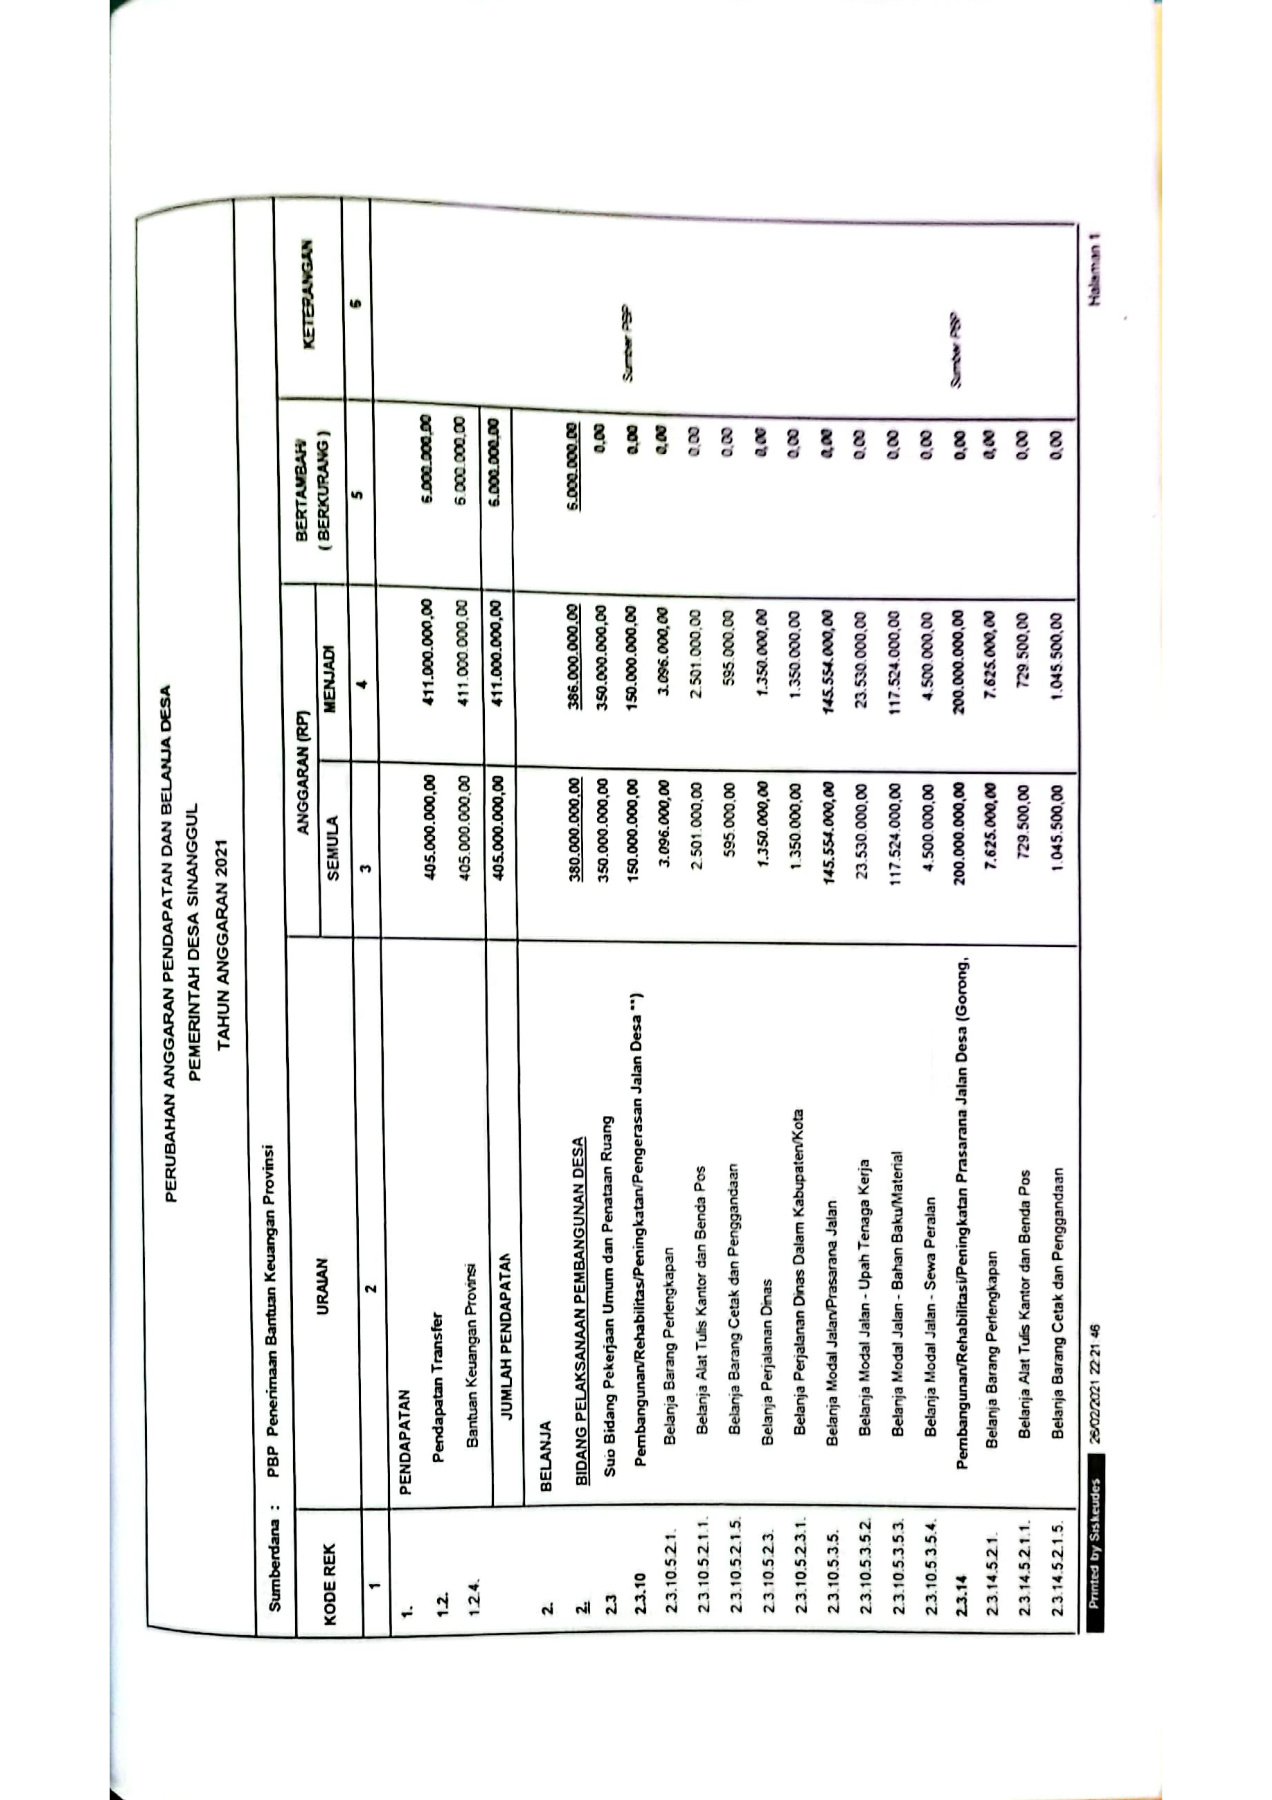 PERUBAHAN ANGGARAN PENDAPATAN DAN BELANJA DESA
PEMERINTAH DESA SINANGGUL
TAHUN ANGGARAN 2021
Sumberdana : PBP Penerimaan Bantuan Keuangan Provinsi
KODE REK URAIAN ANGGARAN (RP) BERTAMBAH/ ( BERKURANG ) KETERANGAN
SEMULA MENJADI
1 2 3 4 5 6
1. PENDAPATAN
1.2. Pendapatan Transfer 405.000.000,00 411.000.000,00 6.000.000,00
1.2.4. Bantuan Keuangan Provinsi 405.000.000,00 411.000.000,00 6.000.000,00
JUMLAH PENDAPATAN 405.000.000,00 411.000.000,00 6.000.000,00
2. BELANJA
2. BIDANG PELAKSANAAN PEMBANGUNAN DESA 380.000.000,00 386.000.000,00 6.000.000,00
2.3 Sub Bidang Pekerjaan Umum dan Penataan Ruang 350.000.000,00 350.000.000,00 0,00
2.3.10 Pembangunan/Rehabilitas/Peningkatan/Pengerasan Jalan Desa **) 150.000.000,00 150.000.000,00 0,00 Sumber PBP
2.3.10.5.2.1. Belanja Barang Perlengkapan 3.096.000,00 3.096.000,00 0,00
2.3.10.5.2.1.1. Belanja Alat Tulis Kantor dan Benda Pos 2.501.000,00 2.501.000,00 0,00
2.3.10.5.2.1.5. Belanja Barang Cetak dan Penggandaan 595.000,00 595.000,00 0,00
2.3.10.5.2.3. Belanja Perjalanan Dinas 1.350.000,00 1.350.000,00 0,00
2.3.10.5.2.3.1. Belanja Perjalanan Dinas Dalam Kabupaten/Kota 1.350.000,00 1.350.000,00 0,00
2.3.10.5.3.5. Belanja Modal Jalan/Prasarana Jalan 145.554.000,00 145.554.000,00 0,00
2.3.10.5.3.5.2. Belanja Modal Jalan - Upah Tenaga Kerja 23.530.000,00 23.530.000,00 0,00
2.3.10.5.3.5.3. Belanja Modal Jalan - Bahan Baku/Material 117.524.000,00 117.524.000,00 0,00
2.3.10.5.3.5.4. Belanja Modal Jalan - Sewa Peralan 4.500.000,00 4.500.000,00 0,00
2.3.14 Pembangunan/Rehabilitasi/Peningkatan Prasarana Jalan Desa (Gorong, 200.000.000,00 200.000.000,00 0,00 Sumber PBP
2.3.14.5.2.1. Belanja Barang Perlengkapan 7.625.000,00 7.625.000,00 0,00
2.3.14.5.2.1.1. Belanja Alat Tulis Kantor dan Benda Pos 729.500,00 729.500,00 0,00
2.3.14.5.2.1.5. Belanja Barang Cetak dan Penggandaan 1.045.500,00 1.045.500,00 0,00
Printed by Siskeudes 26/02/2021 22:21:46 Halaman 1